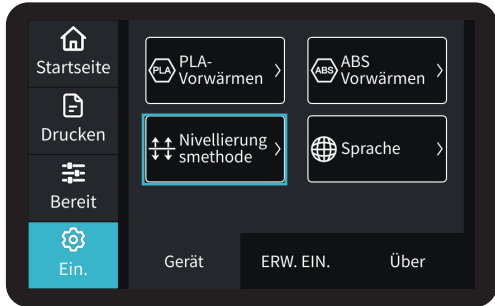 Startseite
Drucken
Bereit
Ein.
PLA
PLA-
Vorwärmen
ABS
ABS
Vorwärmen
Nivellierung
smethode
Sprache
Gerät
ERW. EIN.
Über